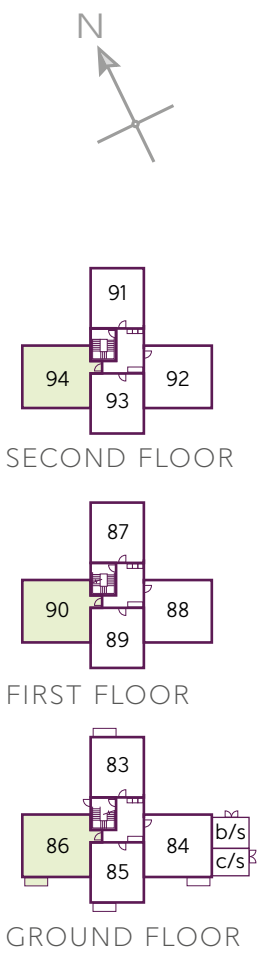 N
91
94
92
93
SECOND FLOOR
87
90
88
89
FIRST FLOOR
83
b/s
86
84
c/s
85
GROUND FLOOR